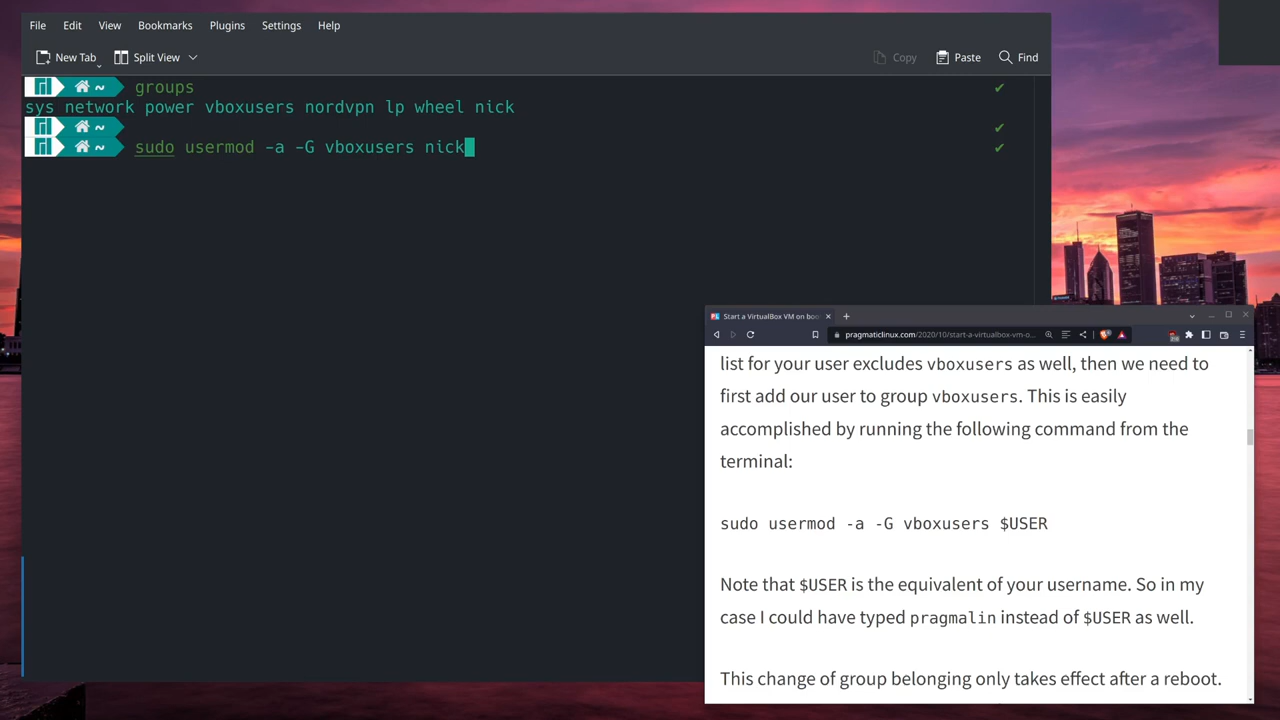 File Edit View Bookmarks Plugins Settings Help
New Tab Split View Copy Paste Find
~ groups
sys network power vboxusers nordvpn lp wheel nick
~
~ sudo usermod -a -G vboxusers nick
Start a VirtualBox VM on boo
pragmaticlinux.com/2020/10/start-a-virtualbox-vm-o...
list for your user excludes vboxusers as well, then we need to
first add our user to group vboxusers. This is easily
accomplished by running the following command from the
terminal:
sudo usermod -a -G vboxusers $USER
Note that $USER is the equivalent of your username. So in my
case I could have typed pragmalin instead of $USER as well.
This change of group belonging only takes effect after a reboot.